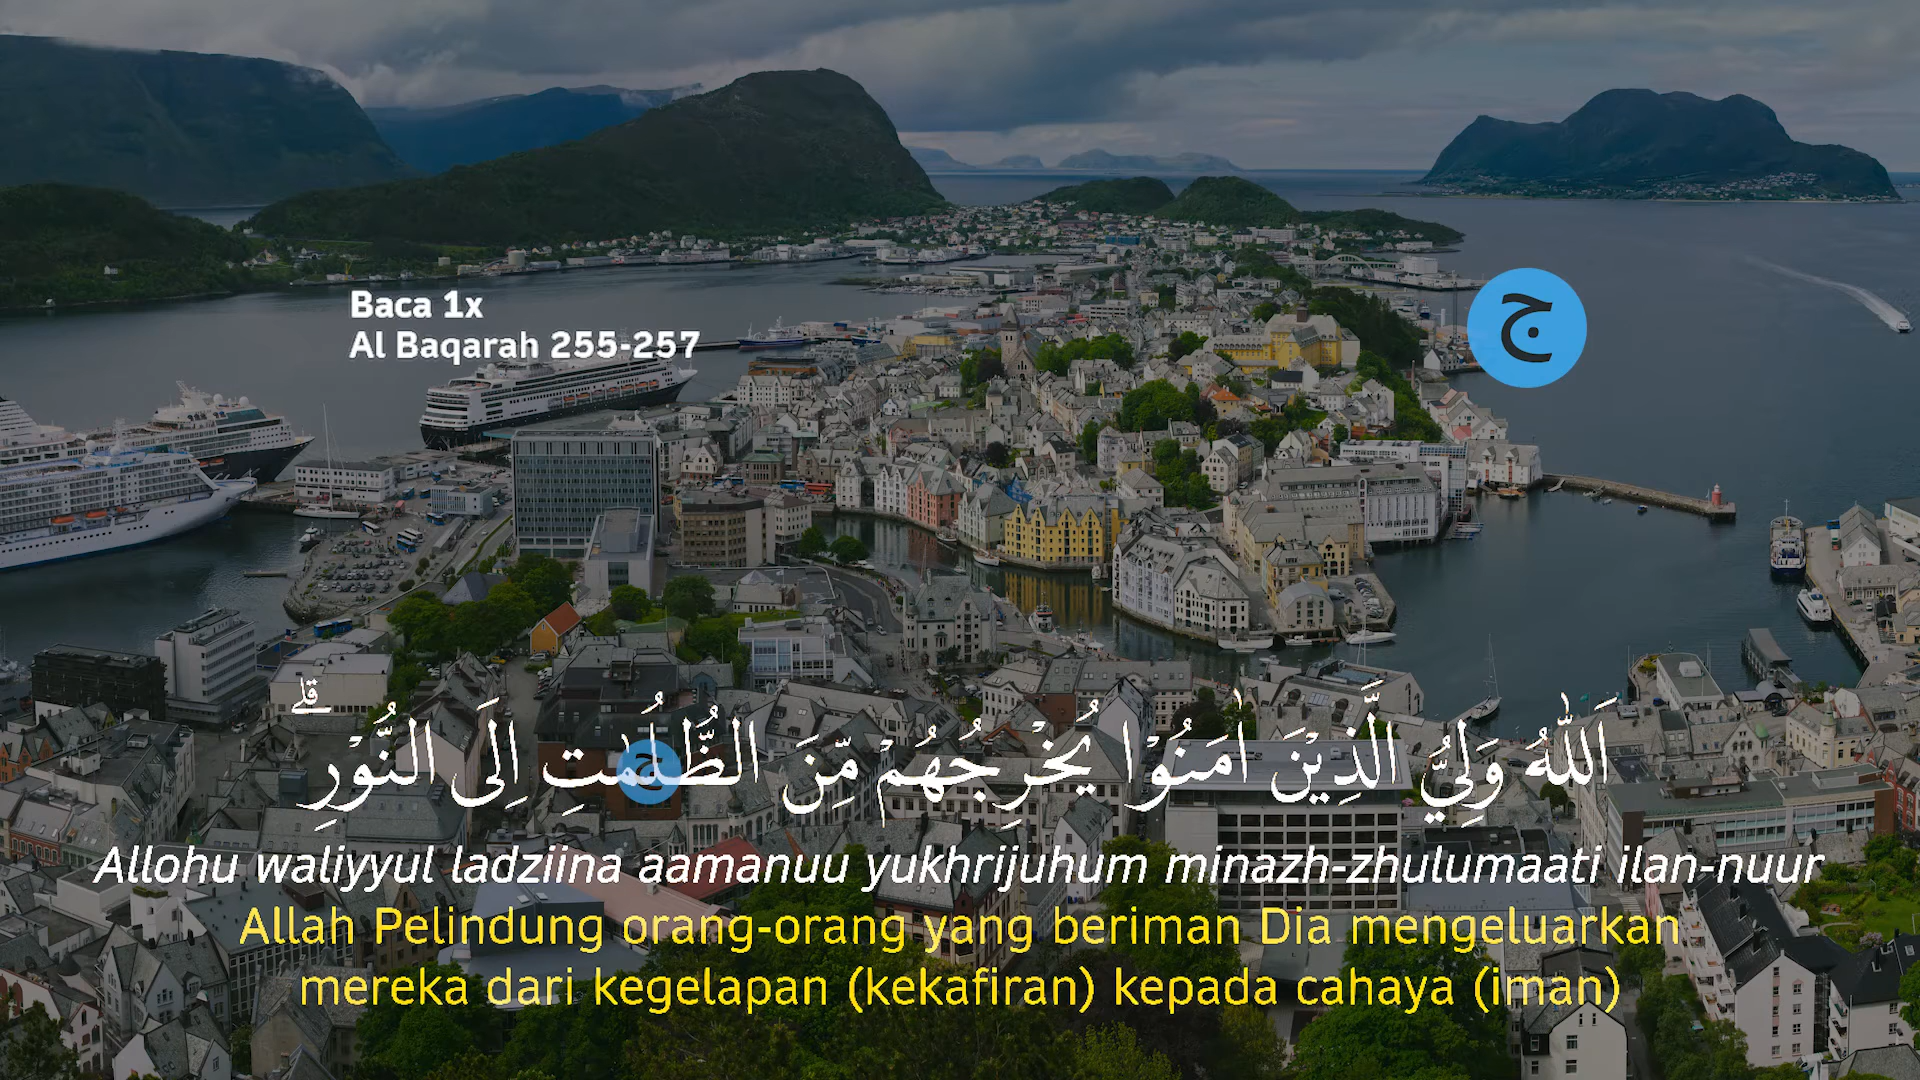 Baca 1x
Al Baqarah 255-257
ج
اَللّٰهُ وَلِيُّ الَّذِيْنَ اٰمَنُوْا يُخْرِجُهُمْ مِّنَ الظُّلُمٰتِ اِلَى النُّوْرِۗ
ج
Allohu waliyyul ladziina aamanuu yukhrijuhum minazh-zhulumaati ilan-nuur
Allah Pelindung orang-orang yang beriman Dia mengeluarkan
mereka dari kegelapan (kekafiran) kepada cahaya (iman)